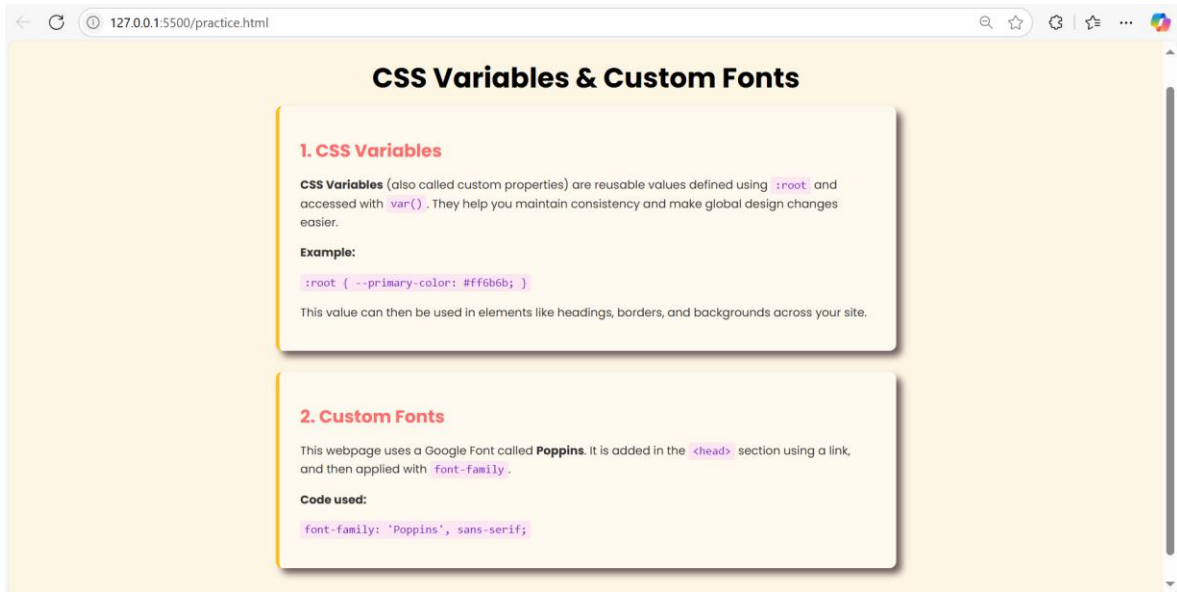 127.0.0.1:5500/practice.html
CSS Variables & Custom Fonts
1. CSS Variables
CSS Variables (also called custom properties) are reusable values defined using :root and
accessed with var() . They help you maintain consistency and make global design changes
easier.
Example:
:root { --primary-color: #ff6b6b; }
This value can then be used in elements like headings, borders, and backgrounds across your site.
2. Custom Fonts
This webpage uses a Google Font called Poppins. It is added in the <head> section using a link,
and then applied with font-family .
Code used:
font-family: 'Poppins', sans-serif;